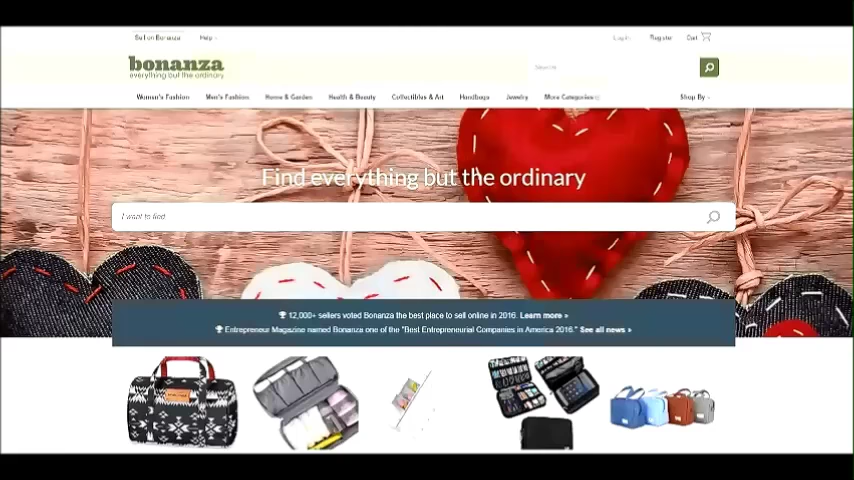 Sell on Bonanza
Help
Log in
Register
Cart
bonanza
everything but the ordinary
Search
Women's Fashion
Men's Fashion
Home & Garden
Health & Beauty
Collectibles & Art
Handbags
Jewelry
More Categories
Shop By
Find everything but the ordinary
I want to find
12,000+ sellers voted Bonanza the best place to sell online in 2016. Learn more »
Entrepreneur Magazine named Bonanza one of the "Best Entrepreneurial Companies in America 2016." See all news »